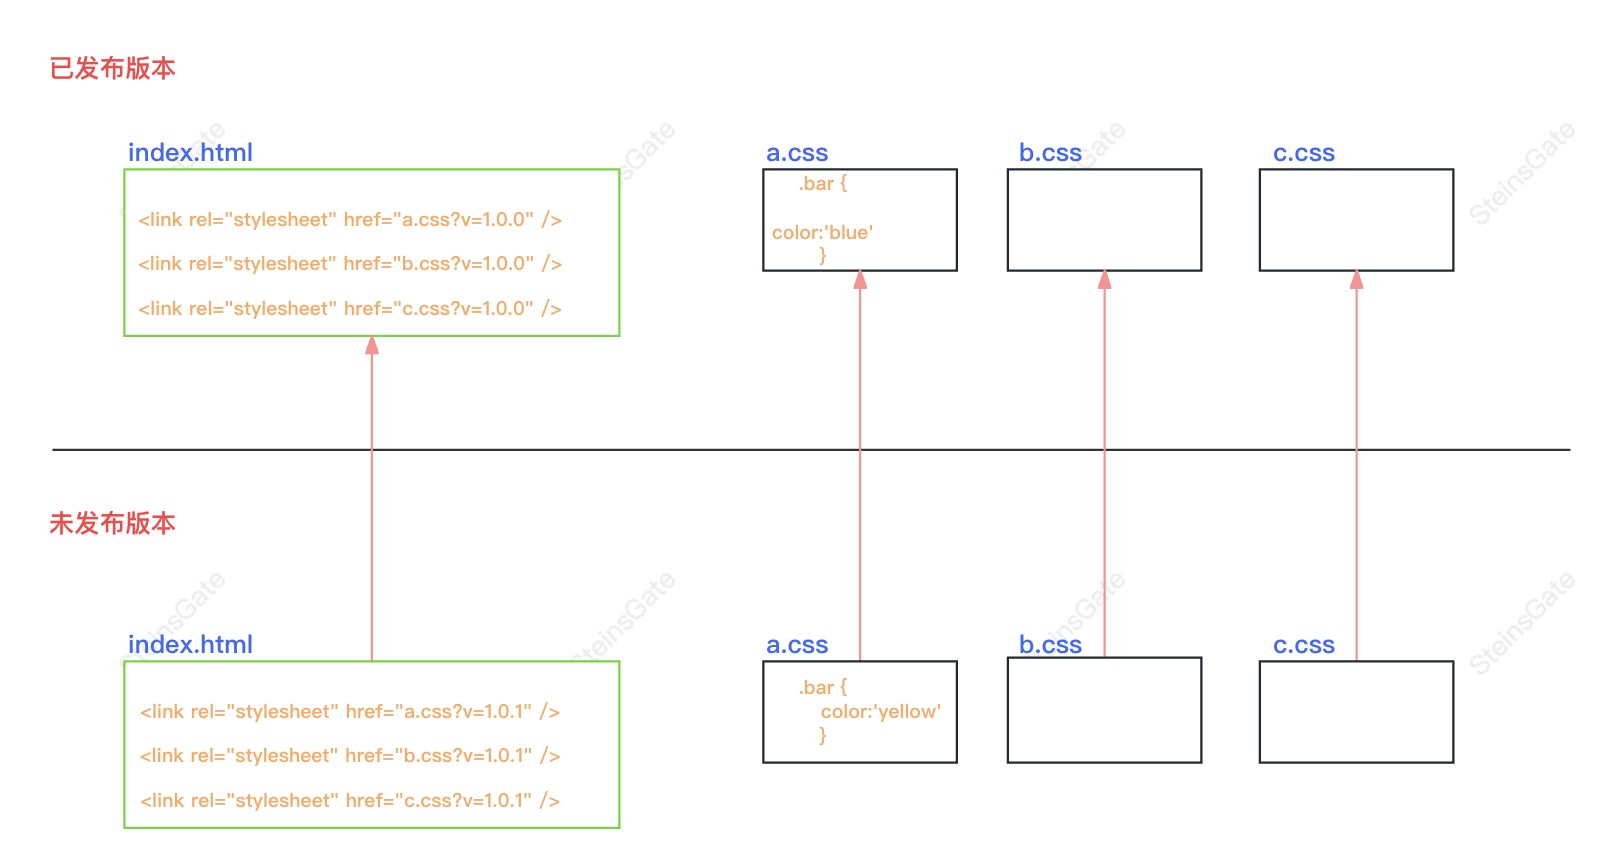 已发布版本
index.html
<link rel="stylesheet" href="a.css?v=1.0.0" />
<link rel="stylesheet" href="b.css?v=1.0.0" />
<link rel="stylesheet" href="c.css?v=1.0.0" />
a.css
.bar {
color:'blue'
}
b.css
c.css
SteinsGate
未发布版本
index.html
<link rel="stylesheet" href="a.css?v=1.0.1" />
<link rel="stylesheet" href="b.css?v=1.0.1" />
<link rel="stylesheet" href="c.css?v=1.0.1" />
a.css
.bar {
color:'yellow'
}
b.css
c.css
SteinsGate
SteinsGate